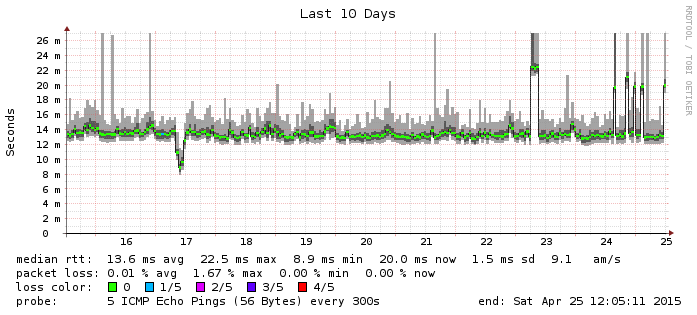 Last 10 Days
RRDTOOL / TOBI OETIKER
Seconds
26 m
24 m
22 m
20 m
18 m
16 m
14 m
12 m
10 m
8 m
6 m
4 m
2 m
0
16 17 18 19 20 21 22 23 24 25
median rtt: 13.6 ms avg 22.5 ms max 8.9 ms min 20.0 ms now 1.5 ms sd 9.1 am/s
packet loss: 0.01 % avg 1.67 % max 0.00 % min 0.00 % now
loss color: 0 1/5 2/5 3/5 4/5
probe: 5 ICMP Echo Pings (56 Bytes) every 300s end: Sat Apr 25 12:05:11 2015